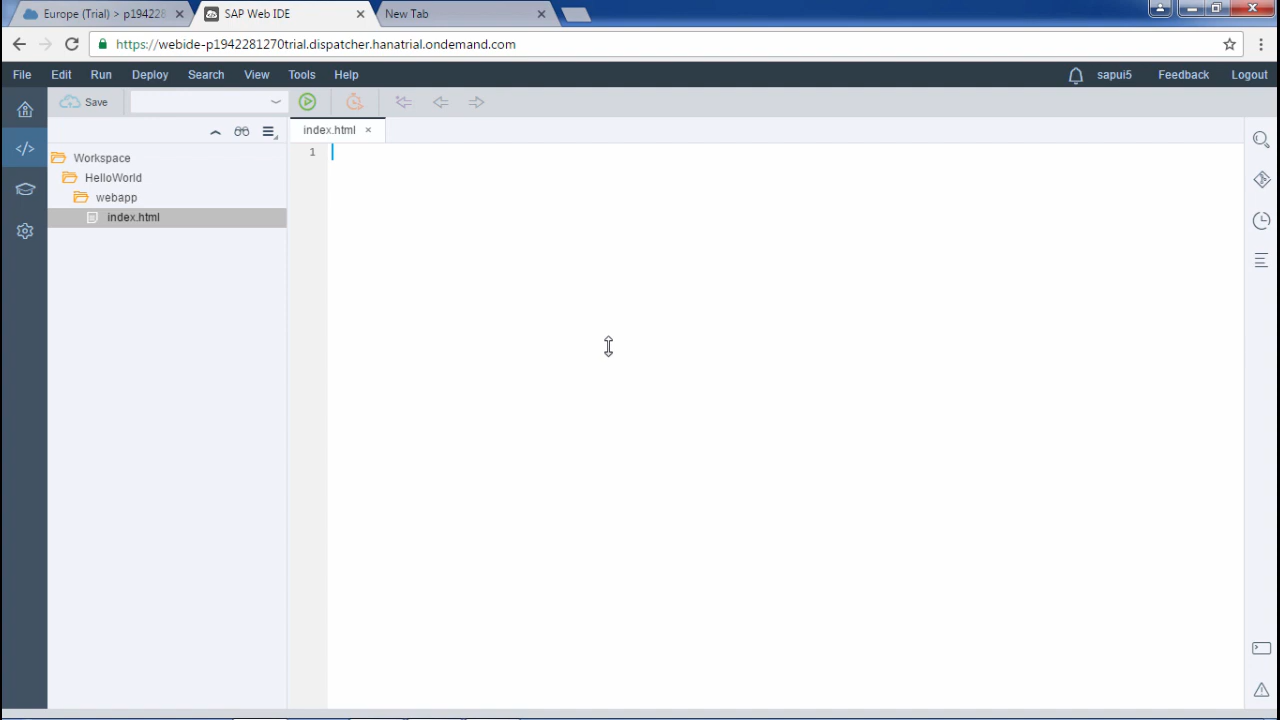 Europe (Trial) > p194228
SAP Web IDE
New Tab
https://webide-p1942281270trial.dispatcher.hanatrial.ondemand.com
File Edit Run Deploy Search View Tools Help sapui5 Feedback Logout
Save
index.html
Workspace
HelloWorld
webapp
index.html
1